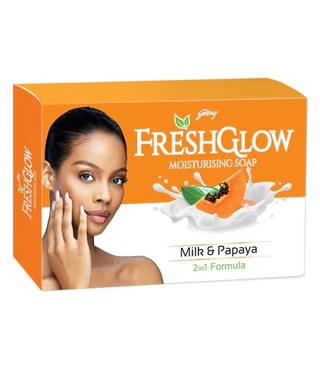 Godrej
FRESHGLOW
MOISTURISING SOAP
Milk & Papaya
2in1 Formula